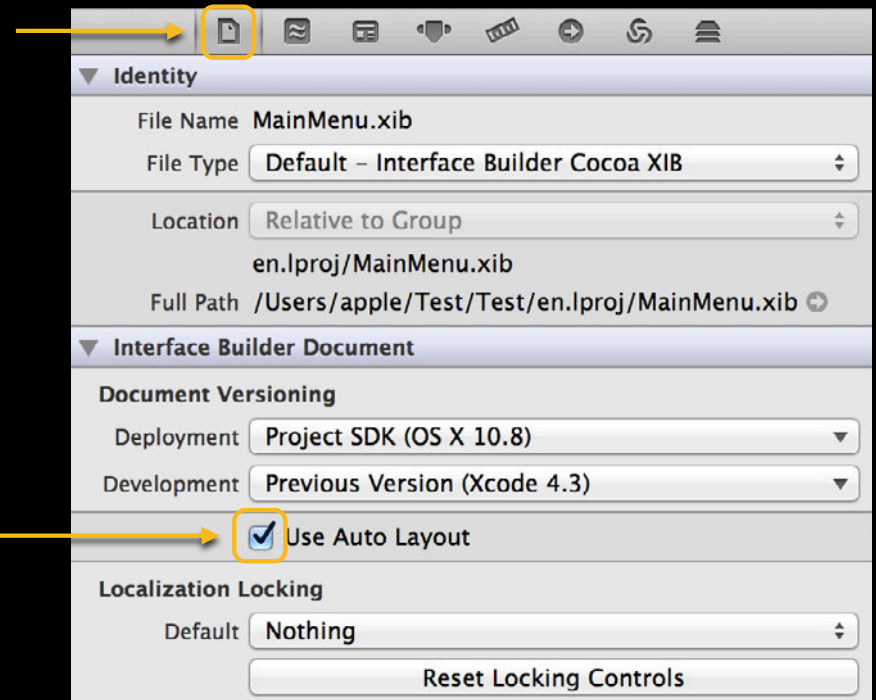 Identity
File Name MainMenu.xib
File Type Default – Interface Builder Cocoa XIB
Location Relative to Group
en.lproj/MainMenu.xib
Full Path /Users/apple/Test/Test/en.lproj/MainMenu.xib
Interface Builder Document
Document Versioning
Deployment Project SDK (OS X 10.8)
Development Previous Version (Xcode 4.3)
Use Auto Layout
Localization Locking
Default Nothing
Reset Locking Controls